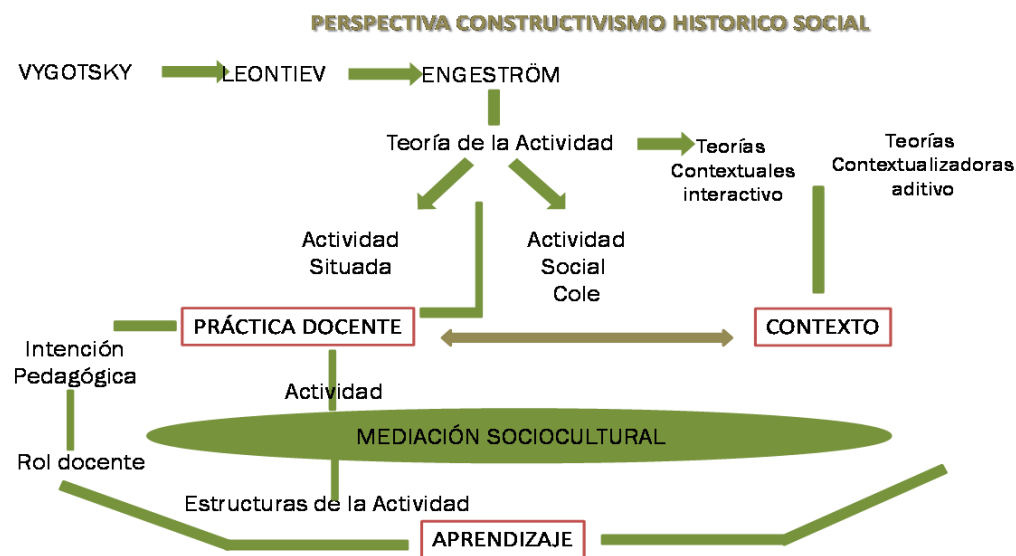 PERSPECTIVA CONSTRUCTIVISMO HISTORICO SOCIAL
VYGOTSKY
LEONTIEV
ENGESTRÖM
Teoría de la Actividad
Teorías
Contextuales
interactivo
Teorías
Contextualizadoras
aditivo
Actividad
Situada
Actividad
Social
Cole
PRÁCTICA DOCENTE
CONTEXTO
Intención
Pedagógica
Actividad
MEDIACIÓN SOCIOCULTURAL
Rol docente
Estructuras de la Actividad
APRENDIZAJE